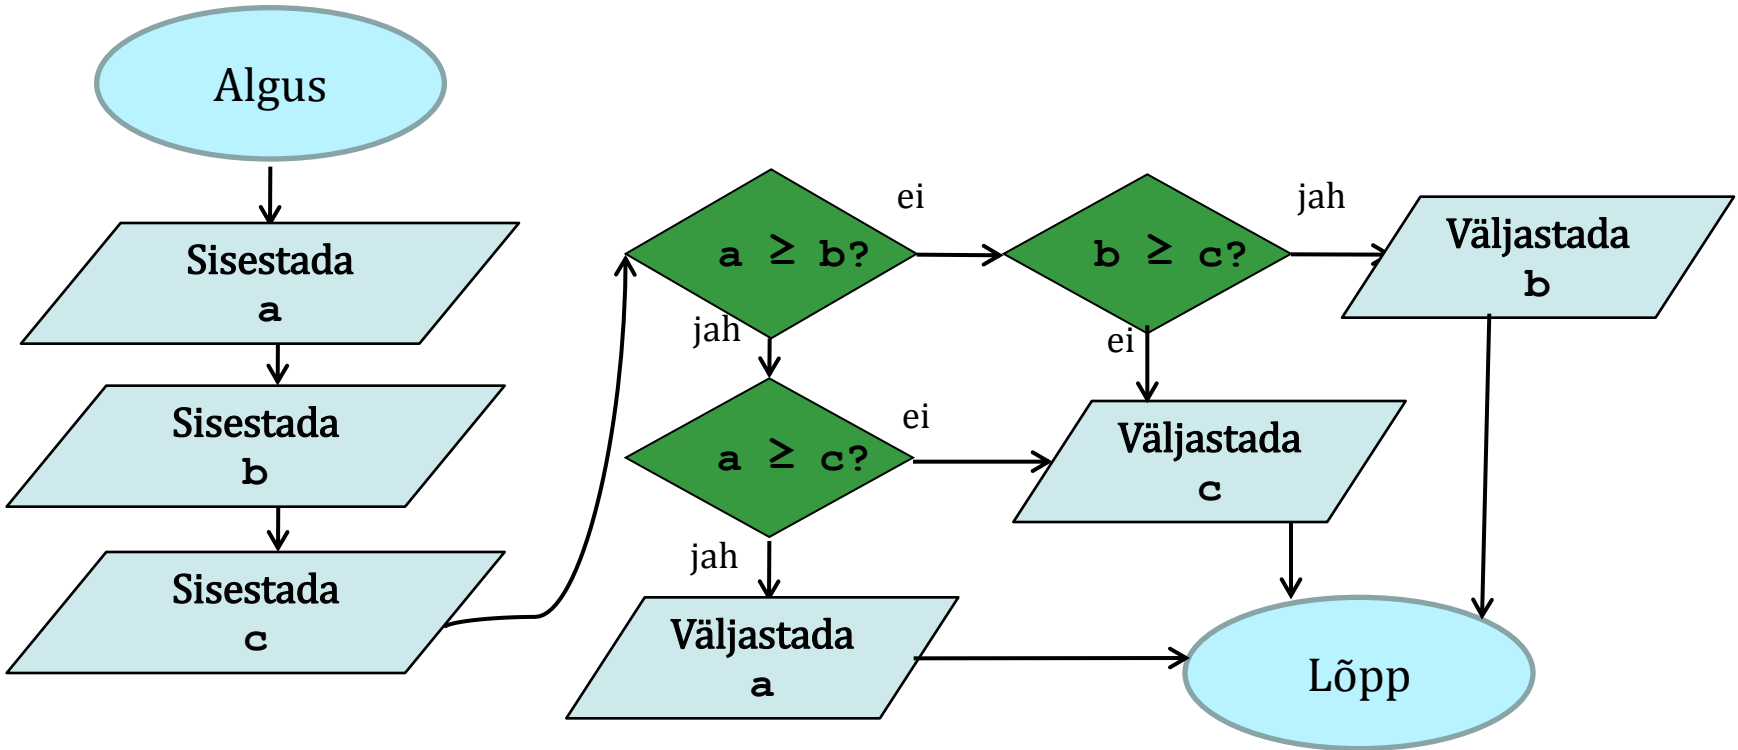 Algus
Sisestada
a
Sisestada
b
Sisestada
c
a ≥ b?
ei
jah
b ≥ c?
jah
ei
Väljastada
b
a ≥ c?
ei
jah
Väljastada
c
Väljastada
a
Lõpp